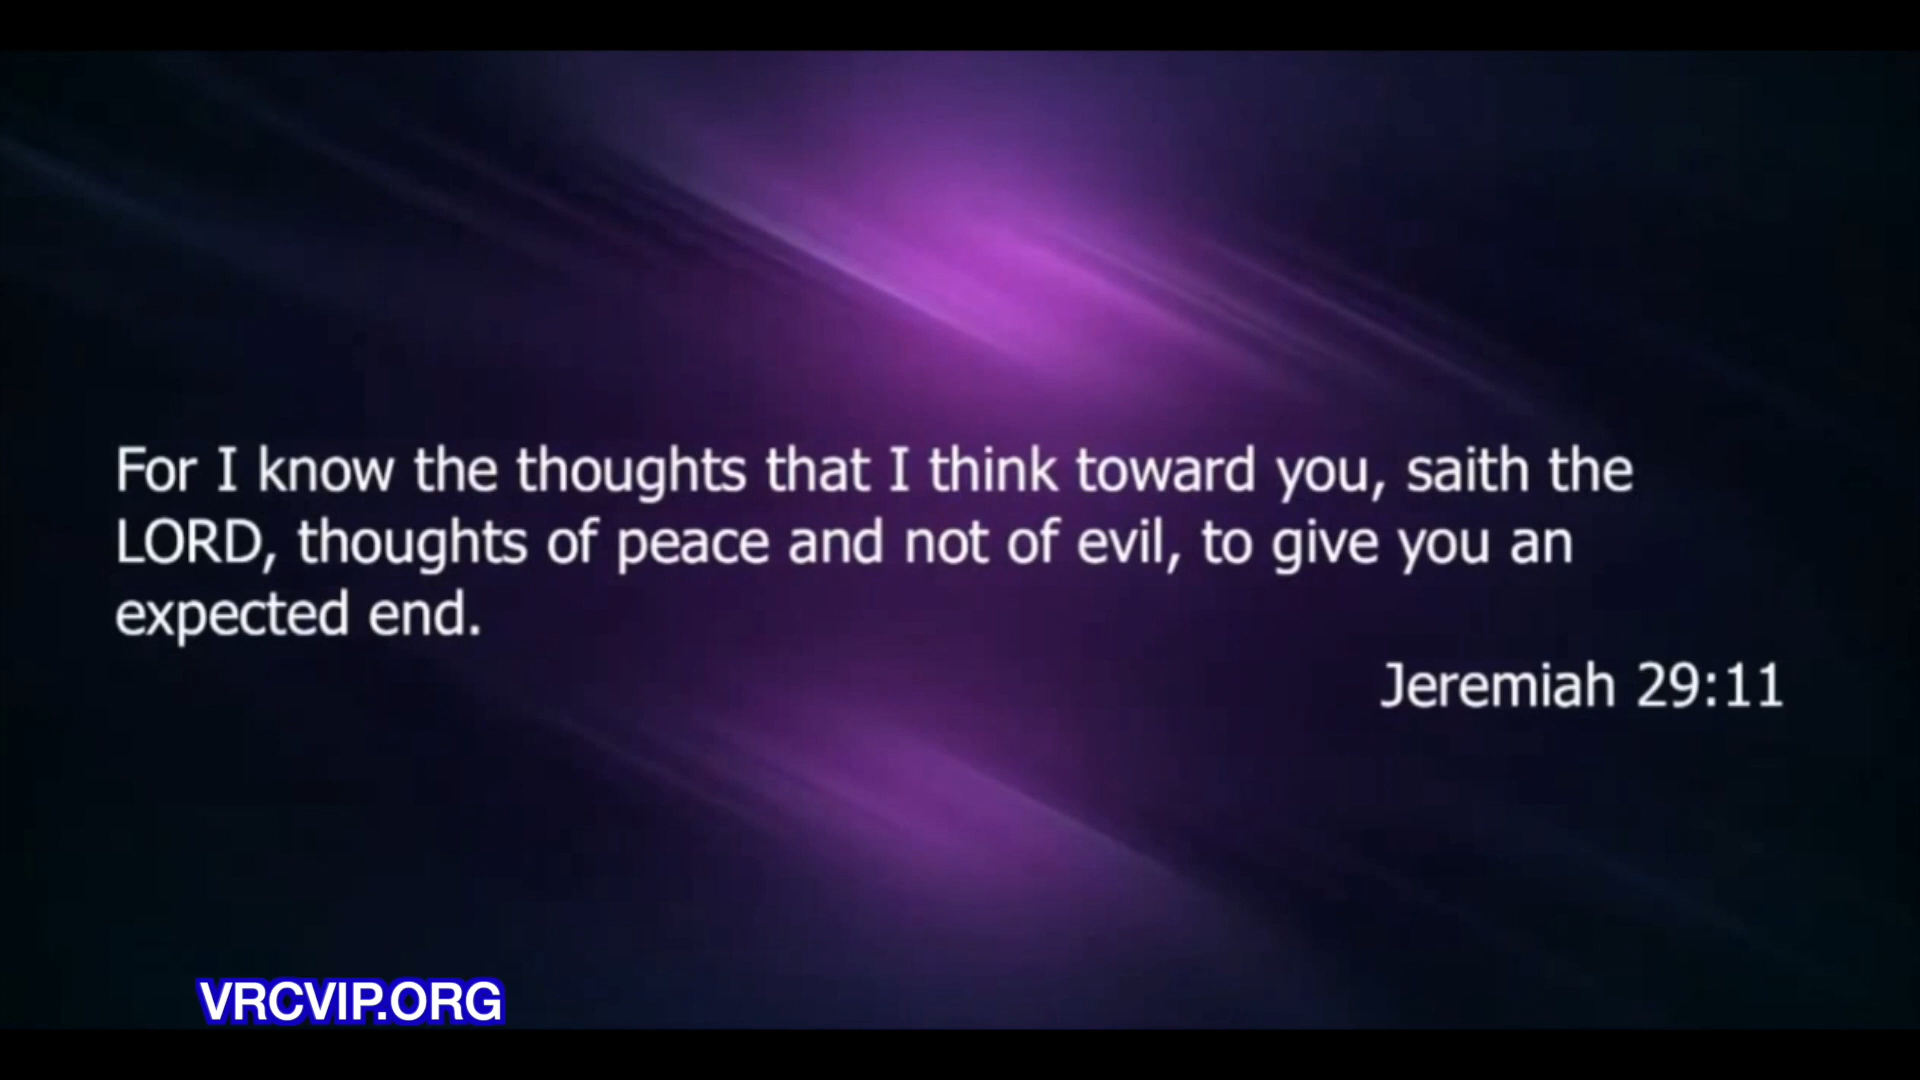 For I know the thoughts that I think toward you, saith the
LORD, thoughts of peace and not of evil, to give you an
expected end.
Jeremiah 29:11
VRCVIP.ORG